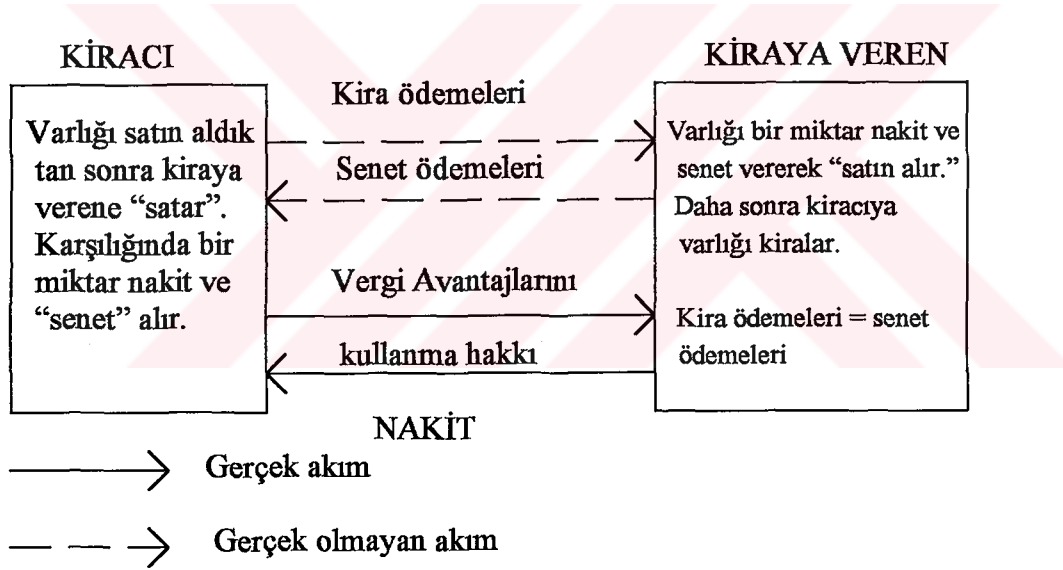 KİRACI
Varlığı satın aldık
tan sonra kiraya
verene “satar”.
Karşılığında bir
miktar nakit ve
“senet” alır.
Kira ödemeleri
Senet ödemeleri
Vergi Avantajlarını
kullanma hakkı
NAKİT
KİRAYA VEREN
Varlığı bir miktar nakit ve
senet vererek “satın alır.”
Daha sonra kiracıya
varlığı kiralar.
Kira ödemeleri = senet
ödemeleri
Gerçek akım
Gerçek olmayan akım